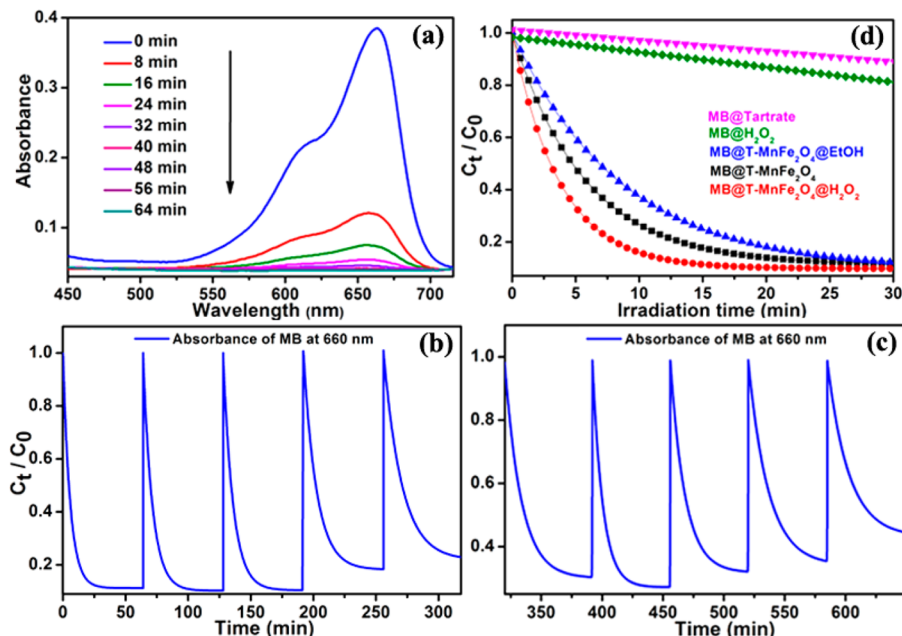 (a)
0.4
0.3
0.2
0.1
Absorbance
0 min
8 min
16 min
24 min
32 min
40 min
48 min
56 min
64 min
450 500 550 600 650 700
Wavelength (nm)
(d)
1.0
0.8
0.6
0.4
0.2
Cₜ / C₀
MB@Tartrate
MB@H₂O₂
MB@T-MnFe₂O₄@EtOH
MB@T-MnFe₂O₄
MB@T-MnFe₂O₄@H₂O₂
0 5 10 15 20 25 30
Irradiation time (min)
Absorbance of MB at 660 nm
(b)
1.0
0.8
0.6
0.4
0.2
Cₜ / C₀
0 50 100 150 200 250 300
Time (min)
Absorbance of MB at 660 nm
(c)
1.0
0.8
0.6
0.4
350 400 450 500 550 600
Time (min)